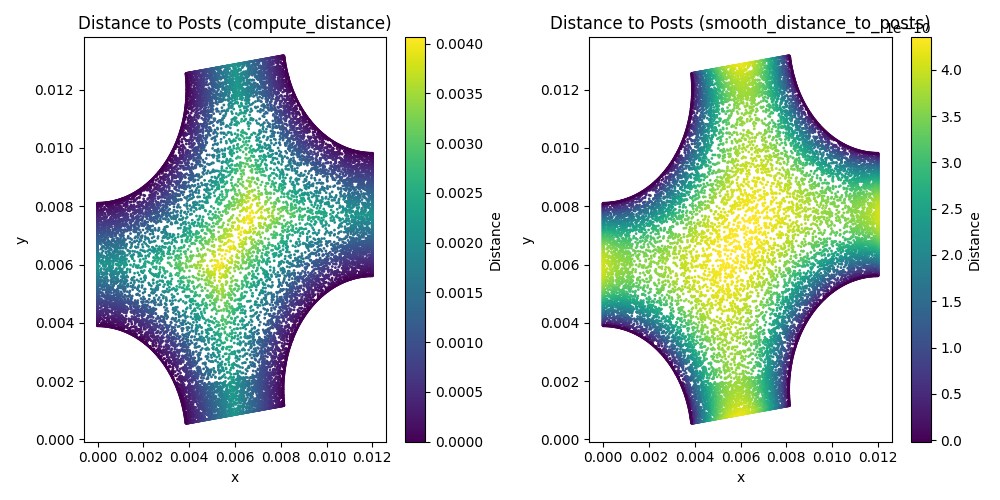 Distance to Posts (compute_distance)
0.012
0.010
0.008
0.006
0.004
0.002
0.000
y
0.000 0.002 0.004 0.006 0.008 0.010 0.012
x
0.0040
0.0035
0.0030
0.0025
0.0020
0.0015
0.0010
0.0005
0.0000
Distance
Distance to Posts (smooth_distance_to_posts)
0.012
0.010
0.008
0.006
0.004
0.002
0.000
y
0.000 0.002 0.004 0.006 0.008 0.010 0.012
x
1e−10
4.0
3.5
3.0
2.5
2.0
1.5
1.0
0.5
0.0
Distance